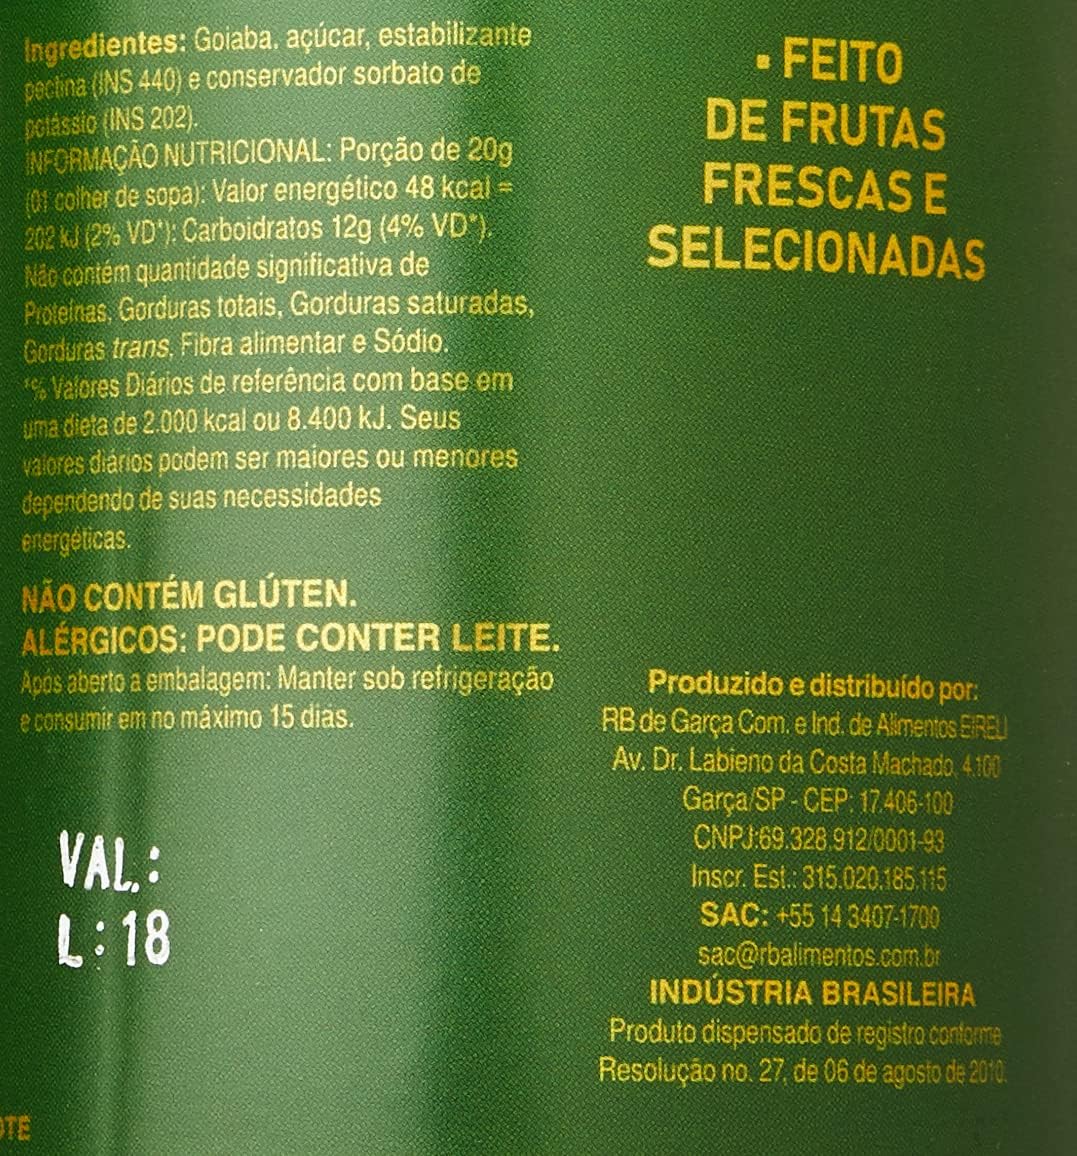 Ingredientes: Goiaba, açúcar, estabilizante
pectina (INS 440) e conservador sorbato de
potássio (INS 202).
INFORMAÇÃO NUTRICIONAL: Porção de 20g
(01 colher de sopa): Valor energético 48 kcal =
202 kJ (2% VD*): Carboidratos 12g (4% VD*).
Não contém quantidade significativa de
Proteínas, Gorduras totais, Gorduras saturadas,
Gorduras trans, Fibra alimentar e Sódio.
*% Valores Diários de referência com base em
uma dieta de 2.000 kcal ou 8.400 kJ. Seus
valores diários podem ser maiores ou menores
dependendo de suas necessidades
energéticas.
NÃO CONTÉM GLÚTEN.
ALÉRGICOS: PODE CONTER LEITE.
Após aberto a embalagem: Manter sob refrigeração
e consumir em no máximo 15 dias.
VAL.:
L:18
▪ FEITO
DE FRUTAS
FRESCAS E
SELECIONADAS
Produzido e distribuído por:
RB de Garça Com. e Ind. de Alimentos EIRELI
Av. Dr. Labieno da Costa Machado, 4.100
Garça/SP - CEP: 17.406-100
CNPJ:69.328.912/0001-93
Inscr. Est.: 315.020.185.115
SAC: +55 14 3407-1700
sac@rbalimentos.com.br
INDÚSTRIA BRASILEIRA
Produto dispensado de registro conforme
Resolução no. 27, de 06 de agosto de 2010.